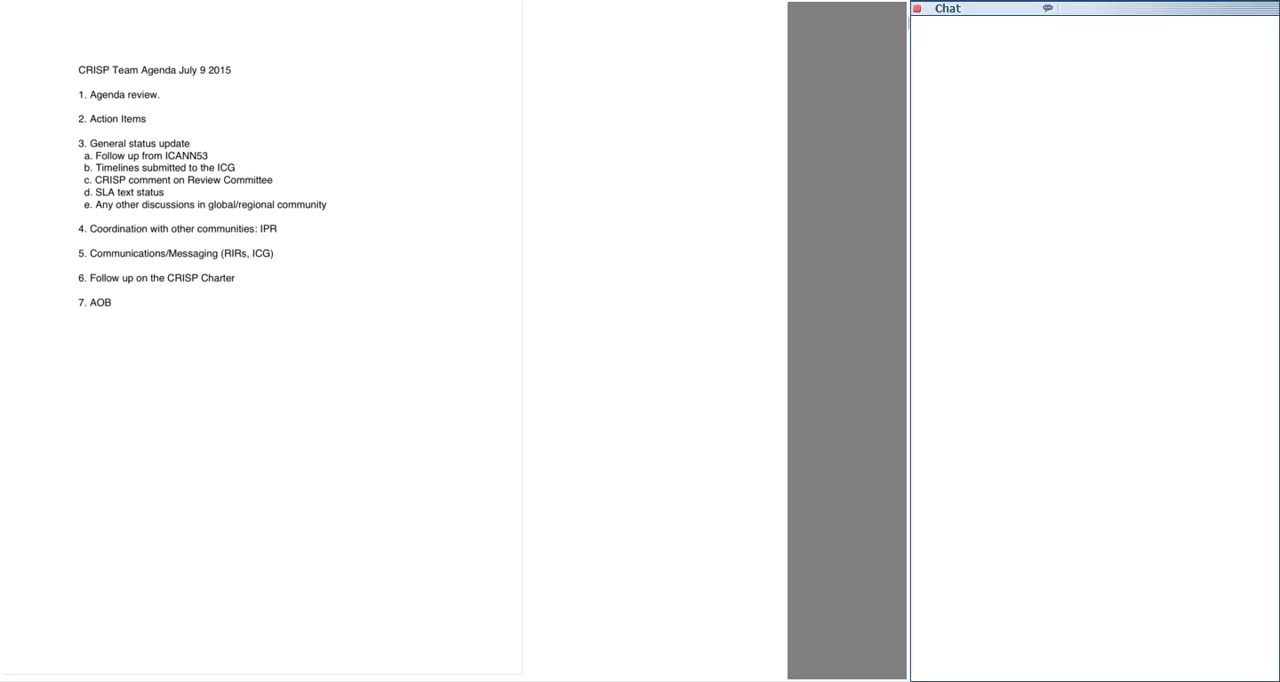 CRISP Team Agenda July 9 2015
1. Agenda review.
2. Action Items
3. General status update
a. Follow up from ICANN53
b. Timelines submitted to the ICG
c. CRISP comment on Review Committee
d. SLA text status
e. Any other discussions in global/regional community
4. Coordination with other communities: IPR
5. Communications/Messaging (RIRs, ICG)
6. Follow up on the CRISP Charter
7. AOB
Chat